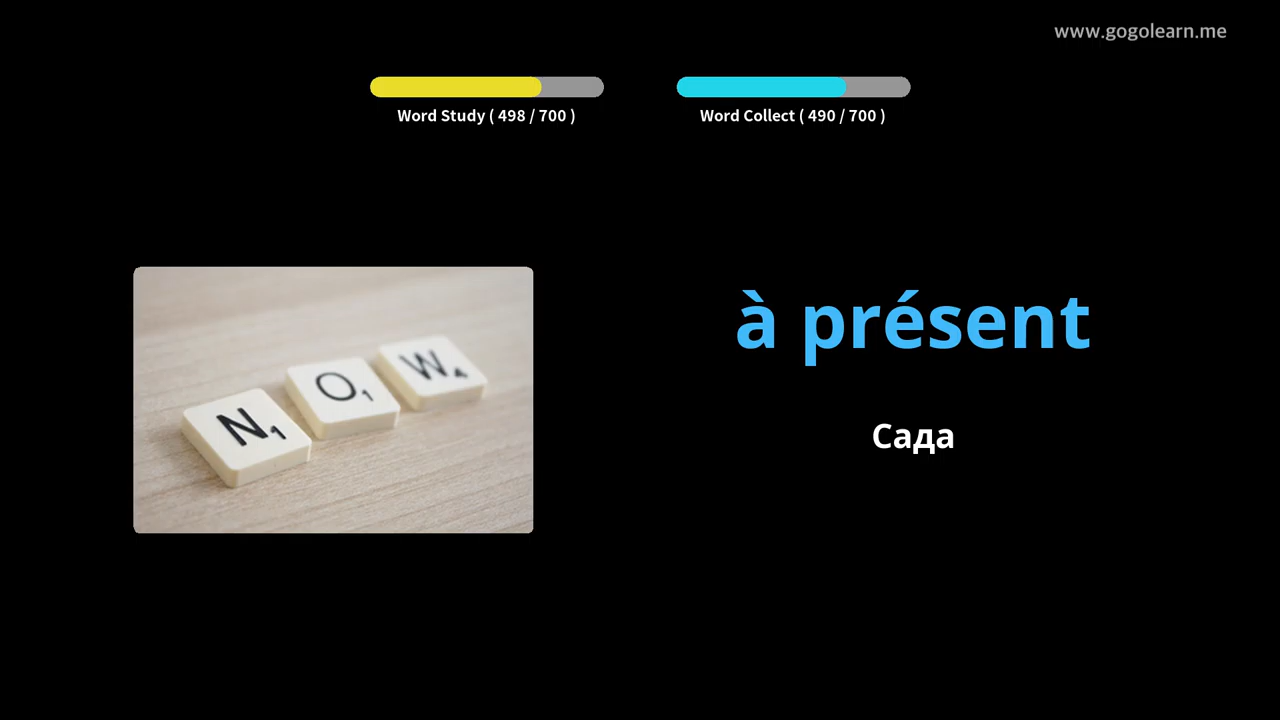 www.gogolearn.me
Word Study ( 498 / 700 )
Word Collect ( 490 / 700 )
N1 O1 W4
à présent
Сада